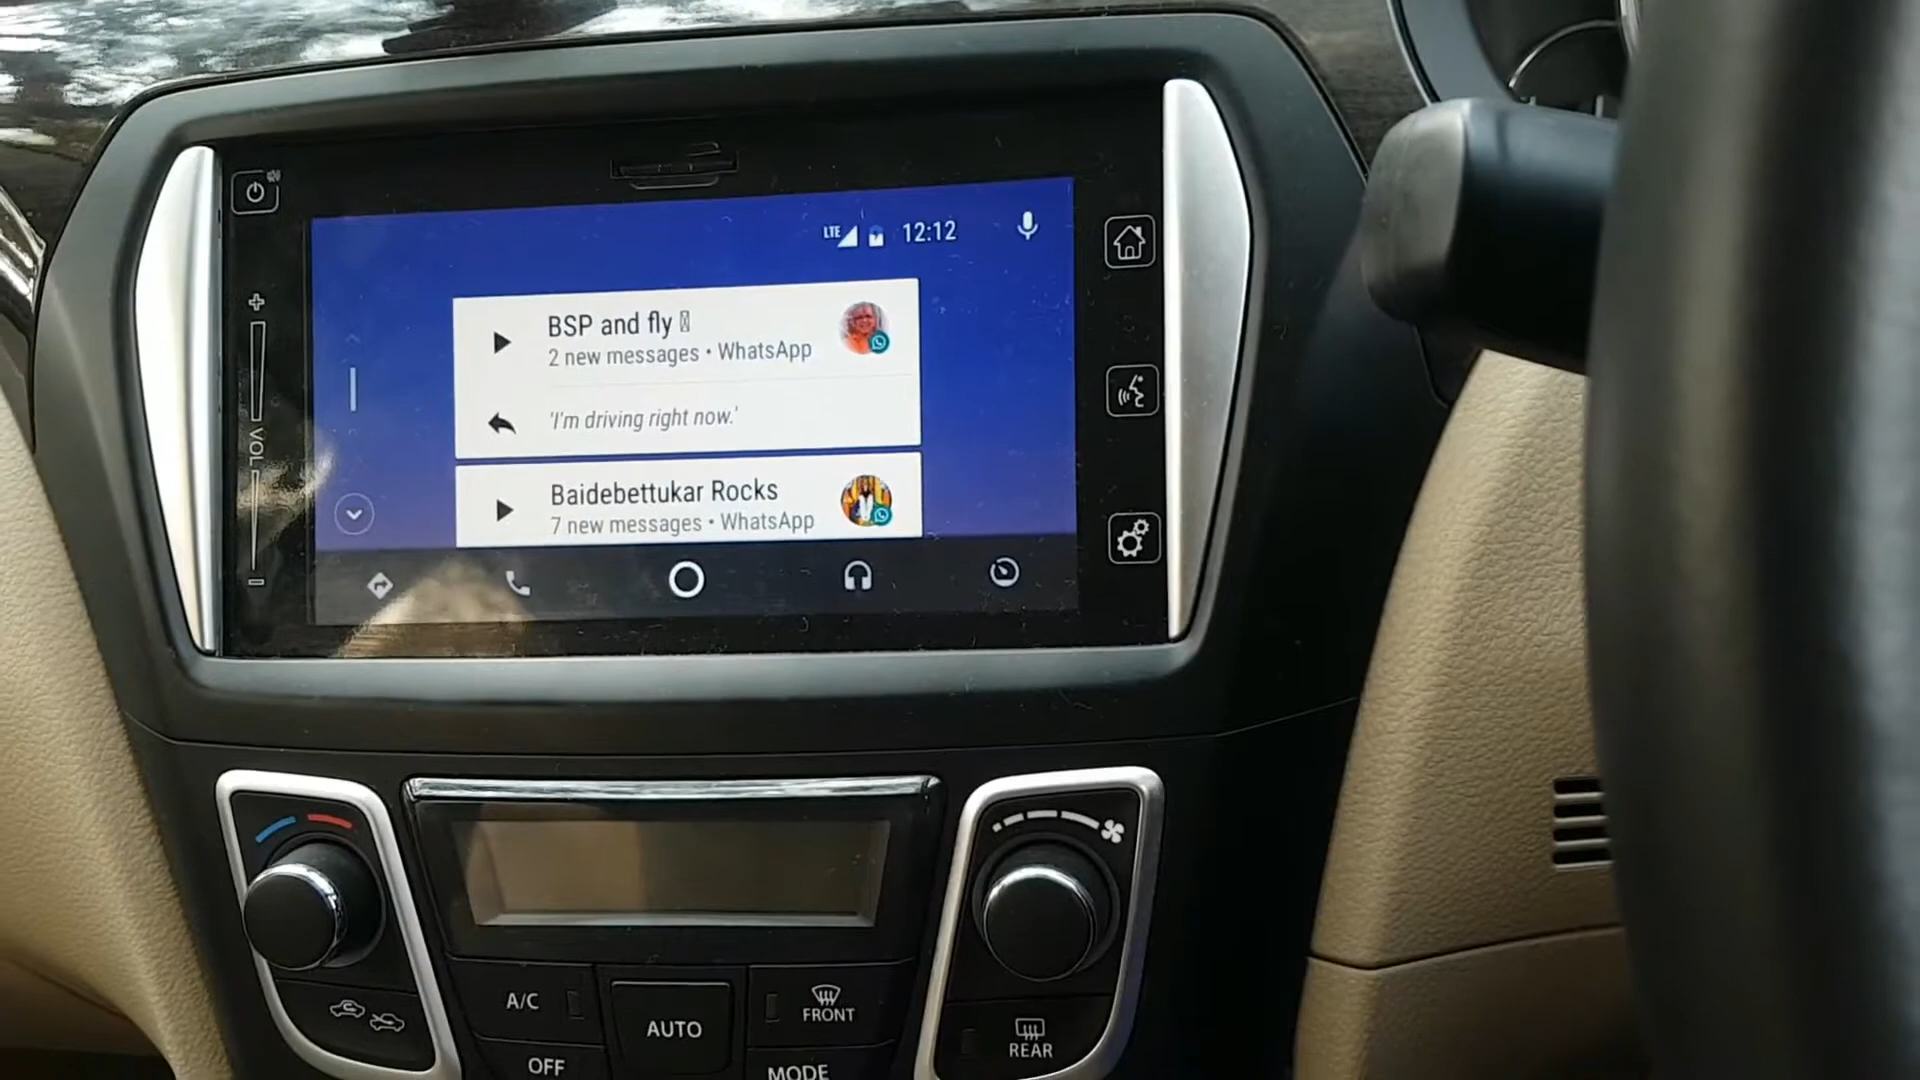 LTE 12:12
BSP and fly
2 new messages • WhatsApp
'I'm driving right now.'
Baidebettukar Rocks
7 new messages • WhatsApp
VOL
A/C
AUTO
FRONT
OFF
MODE
REAR